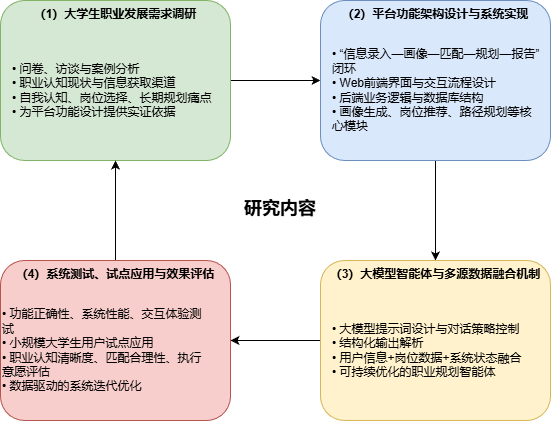 （1）大学生职业发展需求调研
• 问卷、访谈与案例分析
• 职业认知现状与信息获取渠道
• 自我认知、岗位选择、长期规划痛点
• 为平台功能设计提供实证依据
（2）平台功能架构设计与系统实现
• “信息录入—画像—匹配—规划—报告”
闭环
• Web前端界面与交互流程设计
• 后端业务逻辑与数据库结构
• 画像生成、岗位推荐、路径规划等核
心模块
研究内容
（3）大模型智能体与多源数据融合机制
• 大模型提示词设计与对话策略控制
• 结构化输出解析
• 用户信息+岗位数据+系统状态融合
• 可持续优化的职业规划智能体
（4）系统测试、试点应用与效果评估
• 功能正确性、系统性能、交互体验测
试
• 小规模大学生用户试点应用
• 职业认知清晰度、匹配合理性、执行
意愿评估
• 数据驱动的系统迭代优化